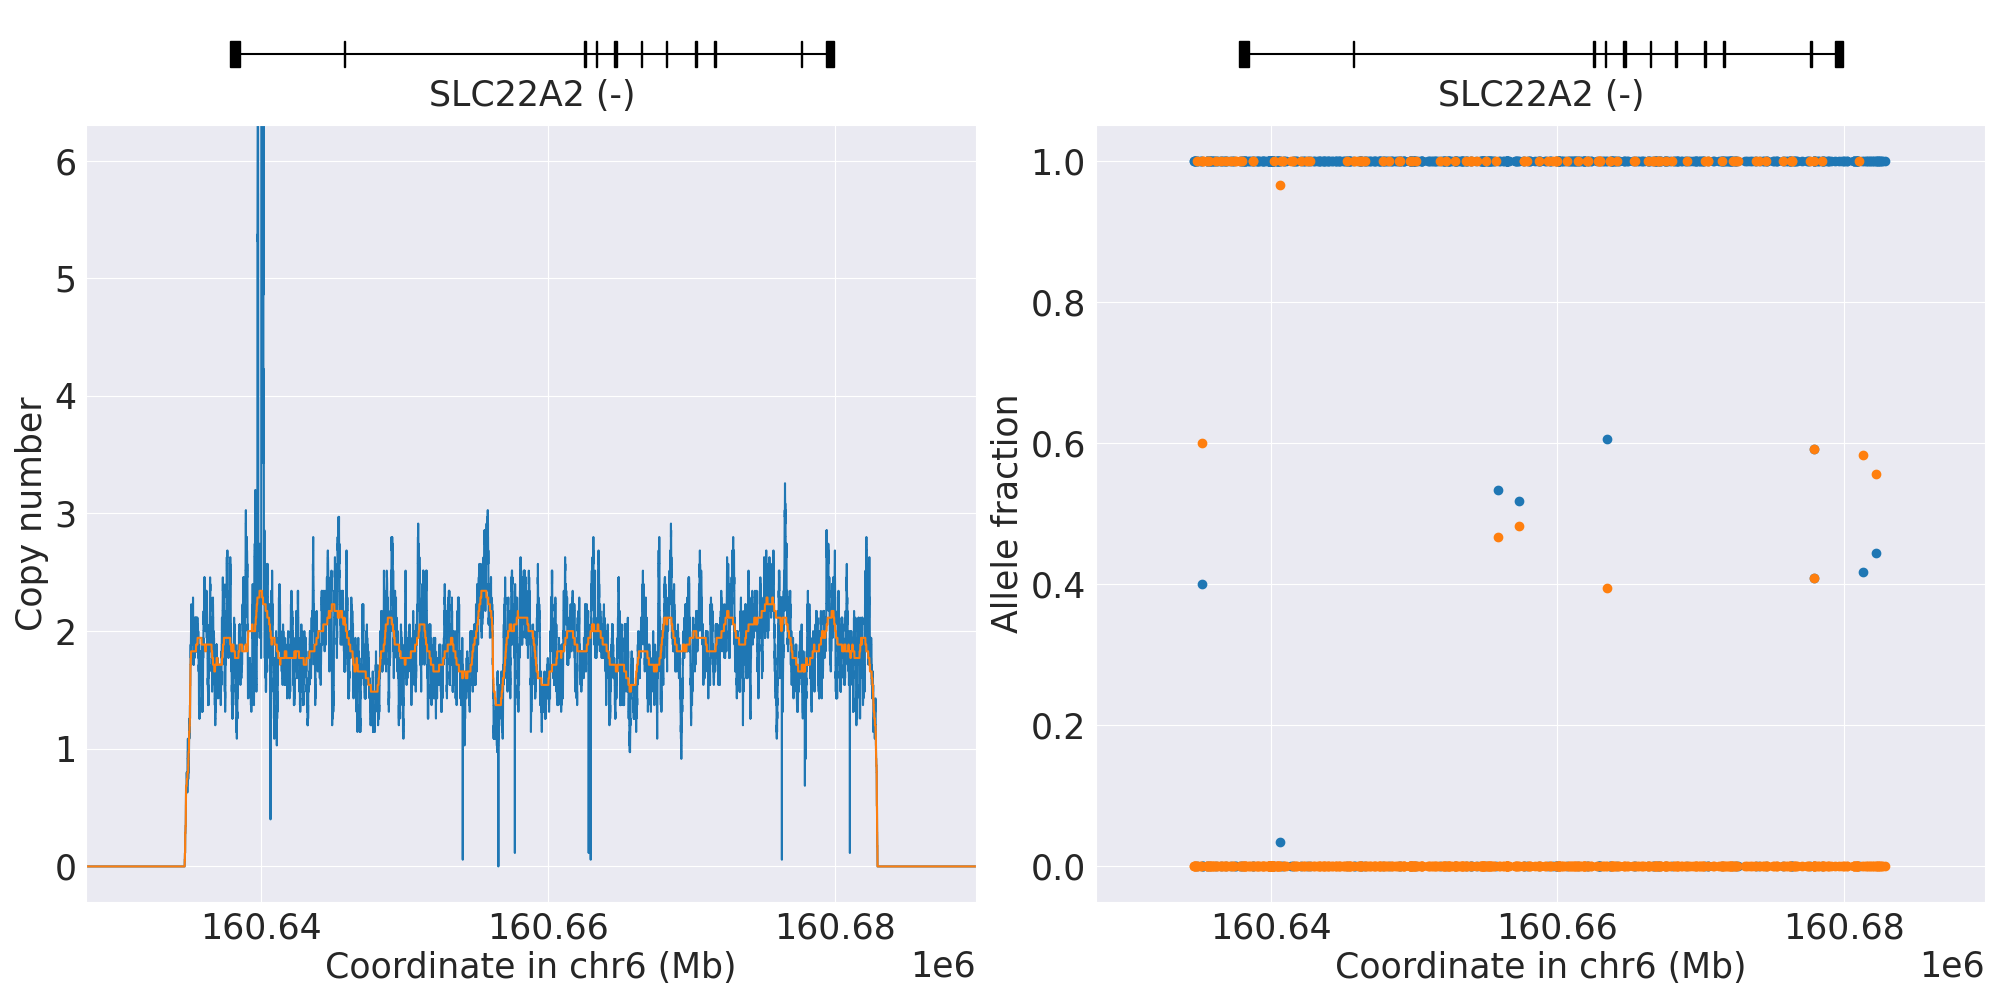 SLC22A2 (-)
6
5
4
3
2
1
0
Copy number
160.64 160.66 160.68
Coordinate in chr6 (Mb)
1e6
SLC22A2 (-)
1.0
0.8
0.6
0.4
0.2
0.0
Allele fraction
160.64 160.66 160.68
Coordinate in chr6 (Mb)
1e6